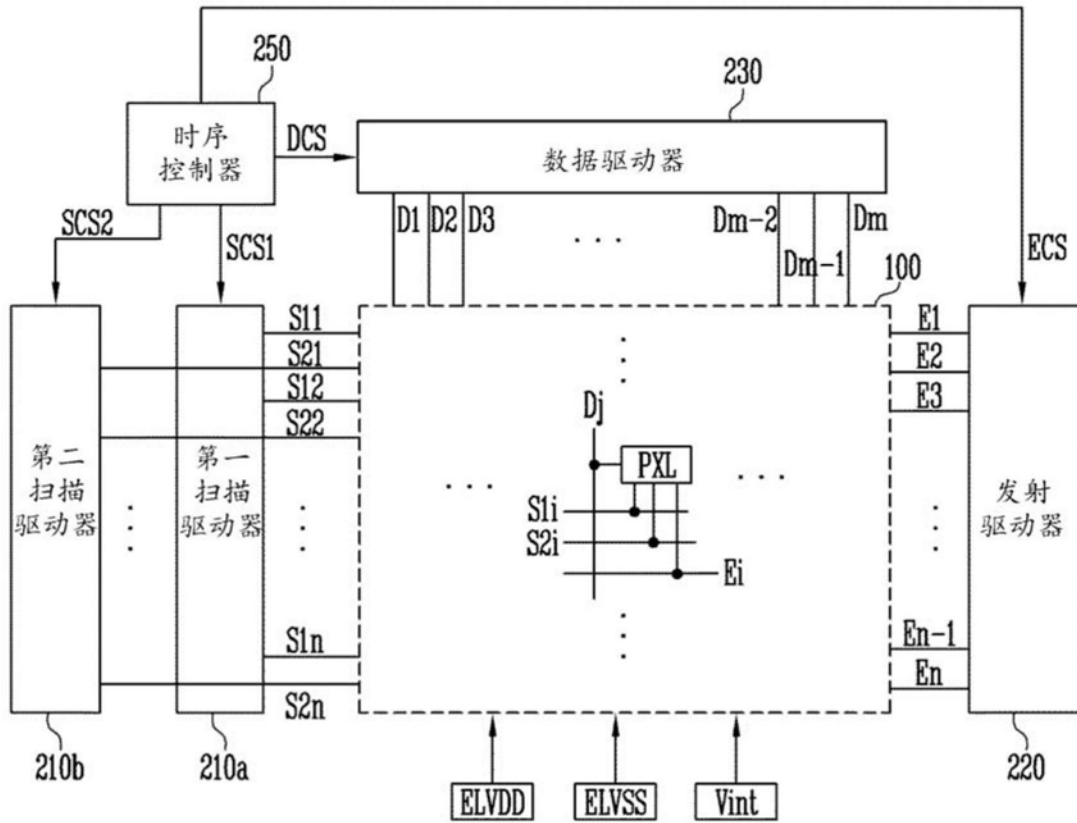 250
230
时序
控制器
DCS
数据驱动器
SCS2
SCS1
D1 D2 D3
. . .
Dm-2
Dm-1
Dm
ECS
100
S11
S21
S12
S22
E1
E2
E3
第二
扫描
驱动器
第一
扫描
驱动器
Dj
PXL
S1i
S2i
Ei
发射
驱动器
S1n
S2n
En-1
En
210b
210a
220
ELVDD
ELVSS
Vint